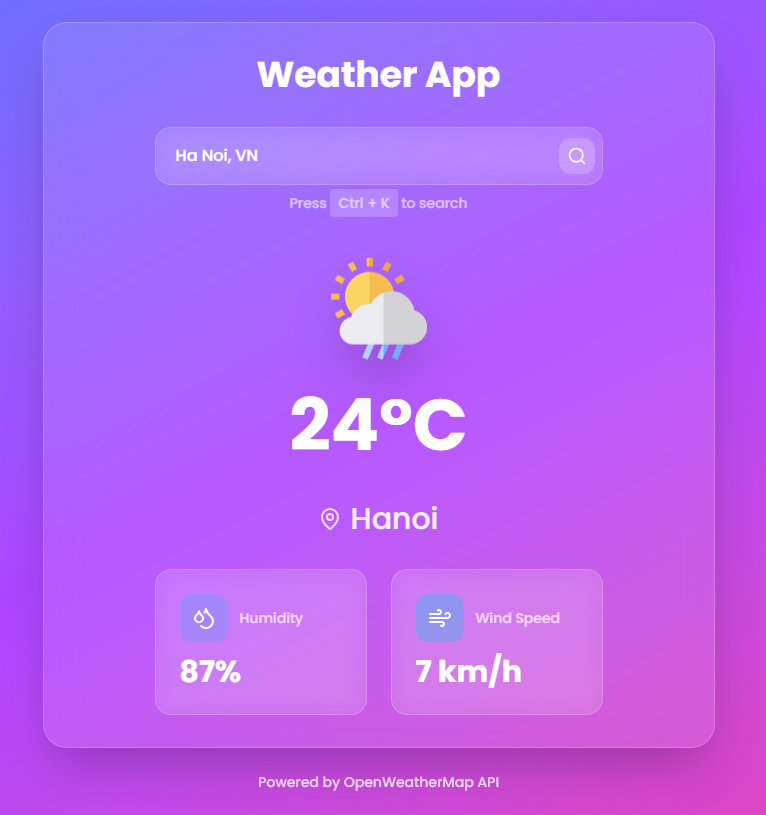 Weather App
Ha Noi, VN
Press Ctrl + K to search
24°C
Hanoi
Humidity
87%
Wind Speed
7 km/h
Powered by OpenWeatherMap API